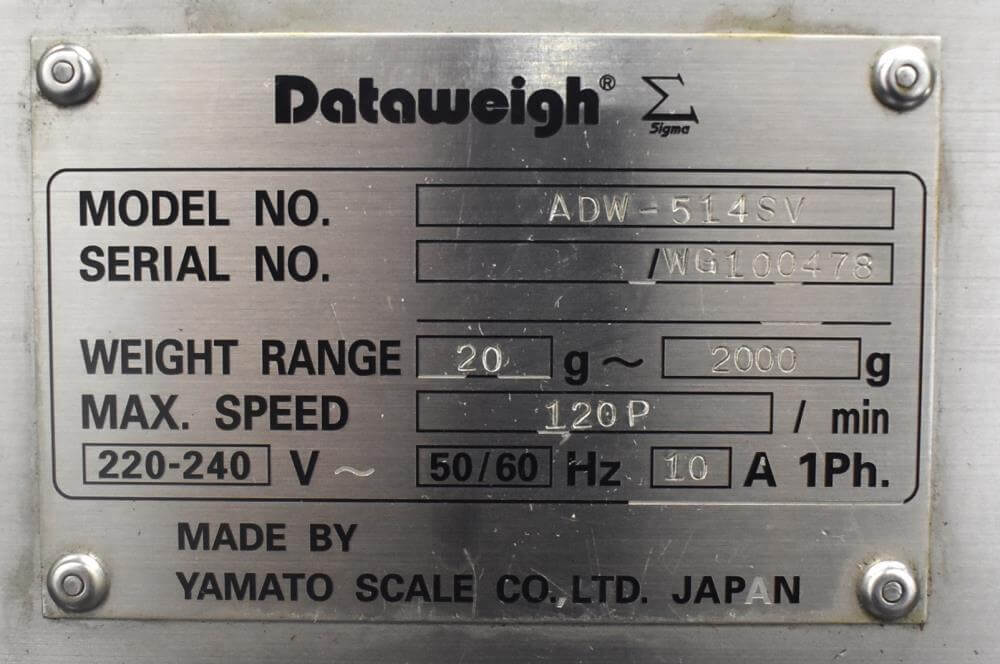 Dataweigh® Σ
Sigma
MODEL NO. ADW-514SV
SERIAL NO. /WG100478
WEIGHT RANGE 20 g ~ 2000 g
MAX. SPEED 120P / min
220-240 V ~ 50/60 Hz 10 A 1Ph.
MADE BY
YAMATO SCALE CO.,LTD. JAPAN